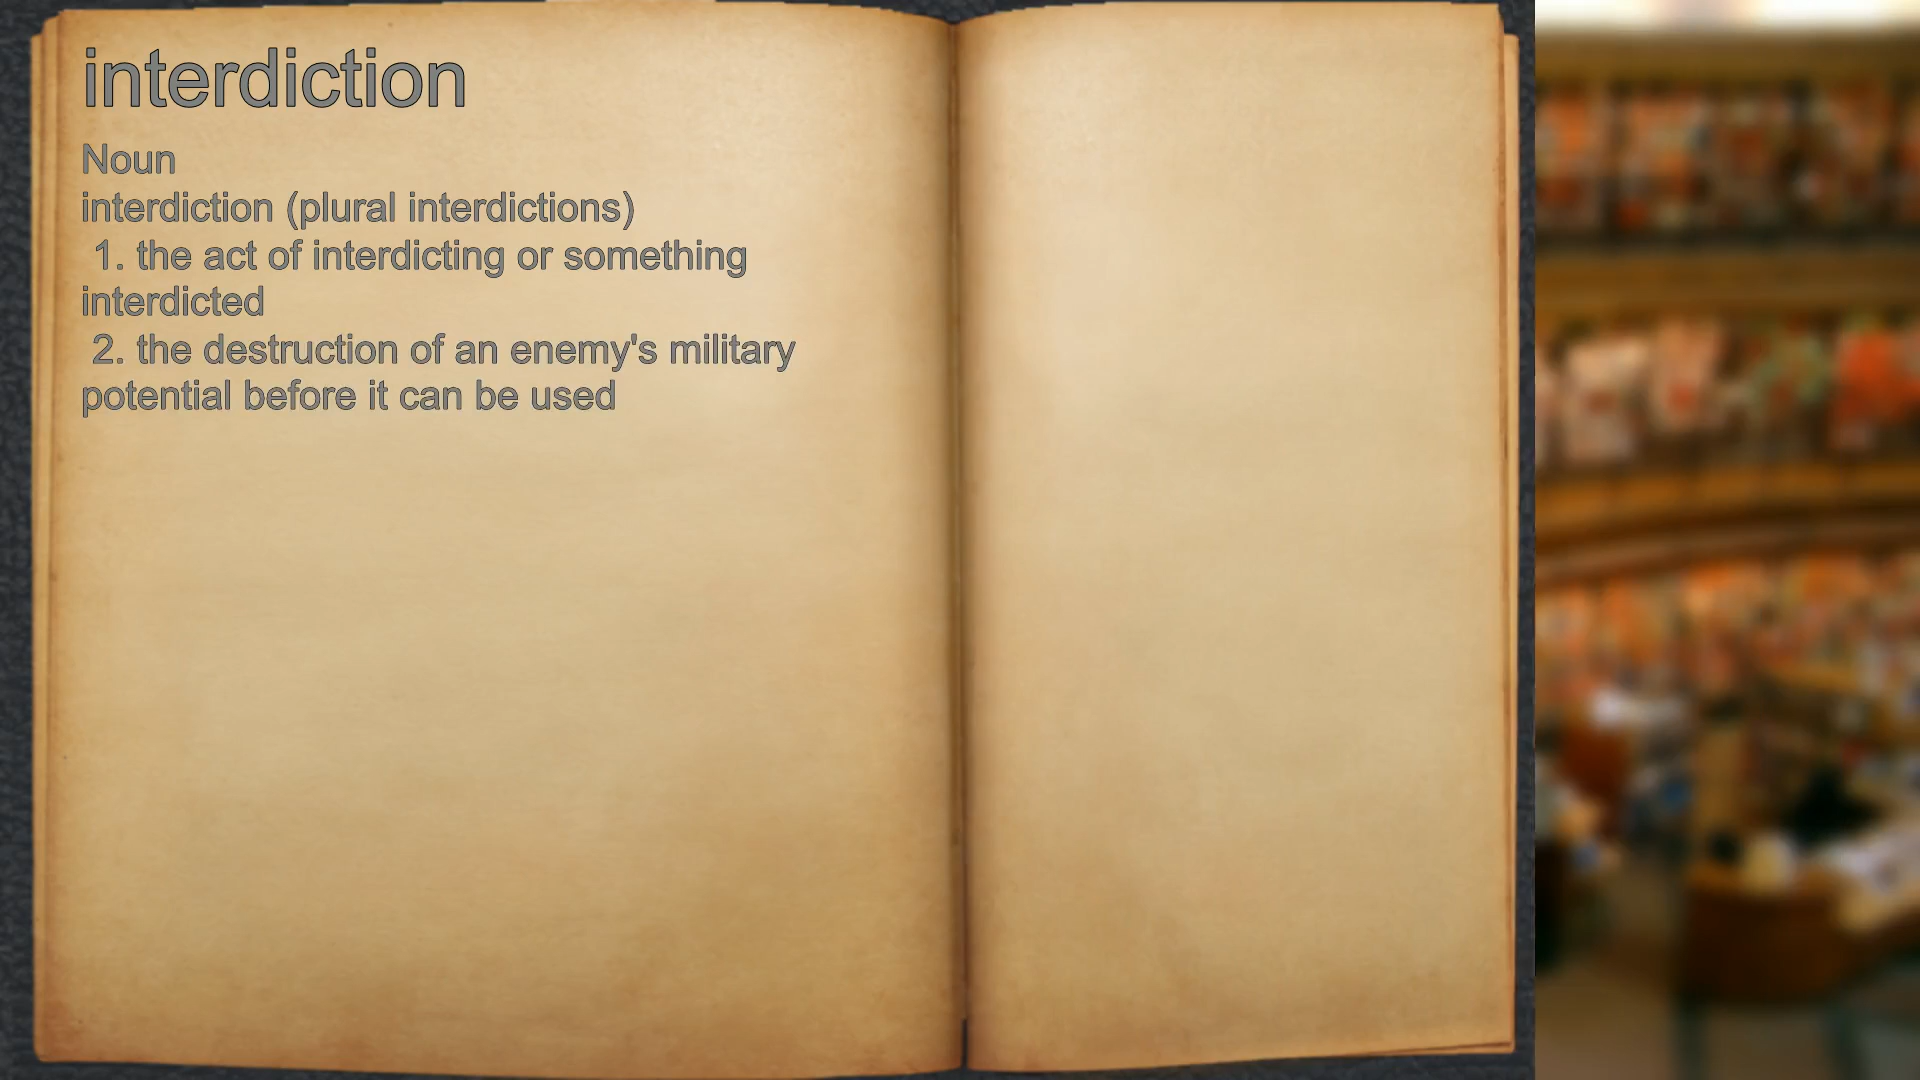 interdiction
Noun
interdiction (plural interdictions)
1. the act of interdicting or something
interdicted
2. the destruction of an enemy's military
potential before it can be used